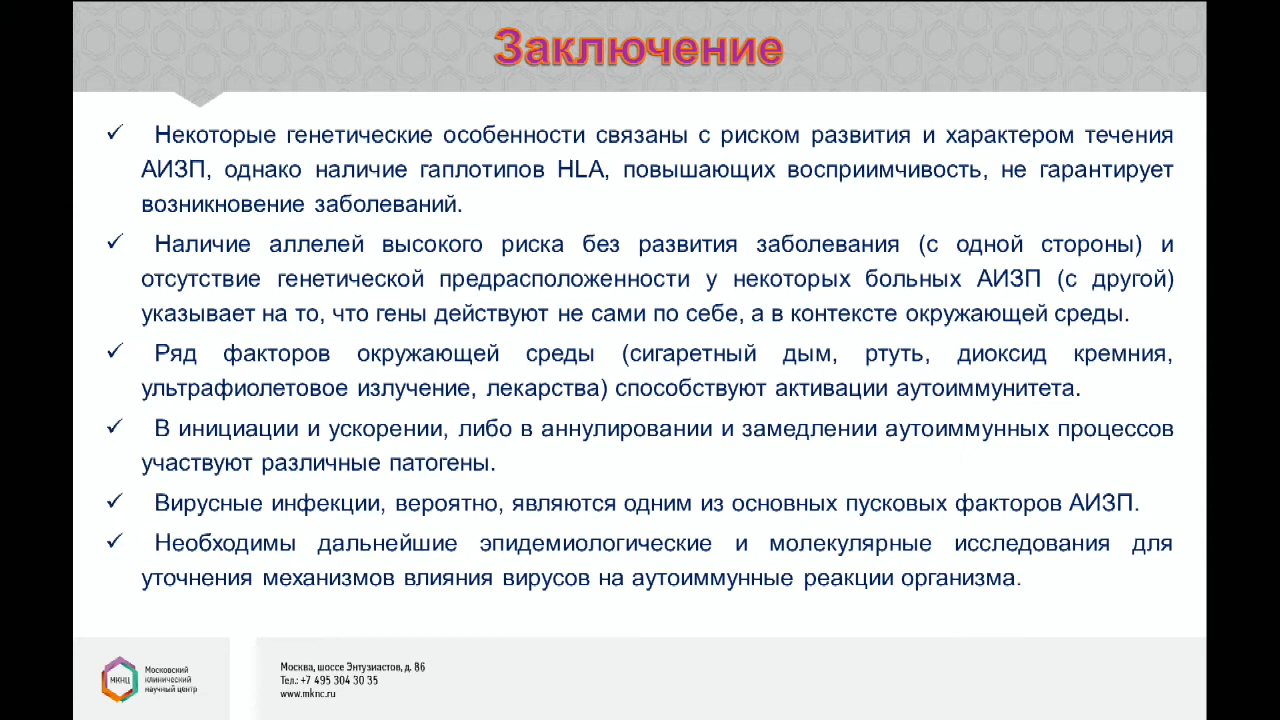 Заключение
✓ Некоторые генетические особенности связаны с риском развития и характером течения
АИЗП, однако наличие гаплотипов HLA, повышающих восприимчивость, не гарантирует
возникновение заболеваний.
✓ Наличие аллелей высокого риска без развития заболевания (с одной стороны) и
отсутствие генетической предрасположенности у некоторых больных АИЗП (с другой)
указывает на то, что гены действуют не сами по себе, а в контексте окружающей среды.
✓ Ряд факторов окружающей среды (сигаретный дым, ртуть, диоксид кремния,
ультрафиолетовое излучение, лекарства) способствуют активации аутоиммунитета.
✓ В инициации и ускорении, либо в аннулировании и замедлении аутоиммунных процессов
участвуют различные патогены.
✓ Вирусные инфекции, вероятно, являются одним из основных пусковых факторов АИЗП.
✓ Необходимы дальнейшие эпидемиологические и молекулярные исследования для
уточнения механизмов влияния вирусов на аутоиммунные реакции организма.
МКНЦ
Московский
клинический
научный центр
Москва, шоссе Энтузиастов, д. 86
Тел.: +7 495 304 30 35
www.mknc.ru